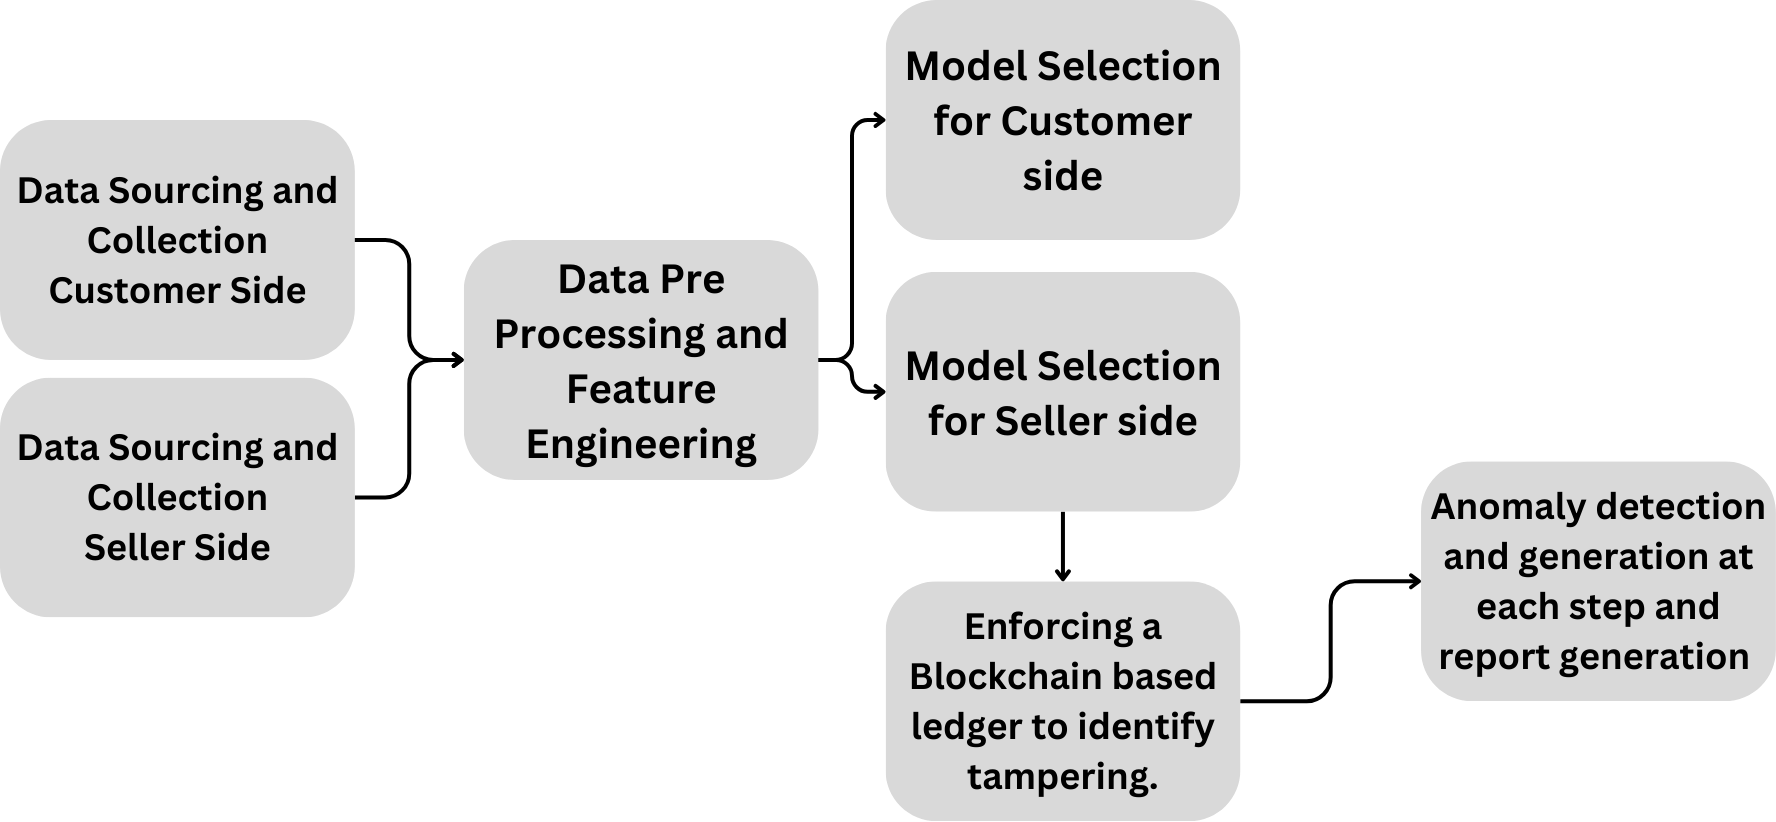 Data Sourcing and
Collection
Customer Side
Data Sourcing and
Collection
Seller Side
Data Pre
Processing and
Feature
Engineering
Model Selection
for Customer
side
Model Selection
for Seller side
Enforcing a
Blockchain based
ledger to identify
tampering.
Anomaly detection
and generation at
each step and
report generation